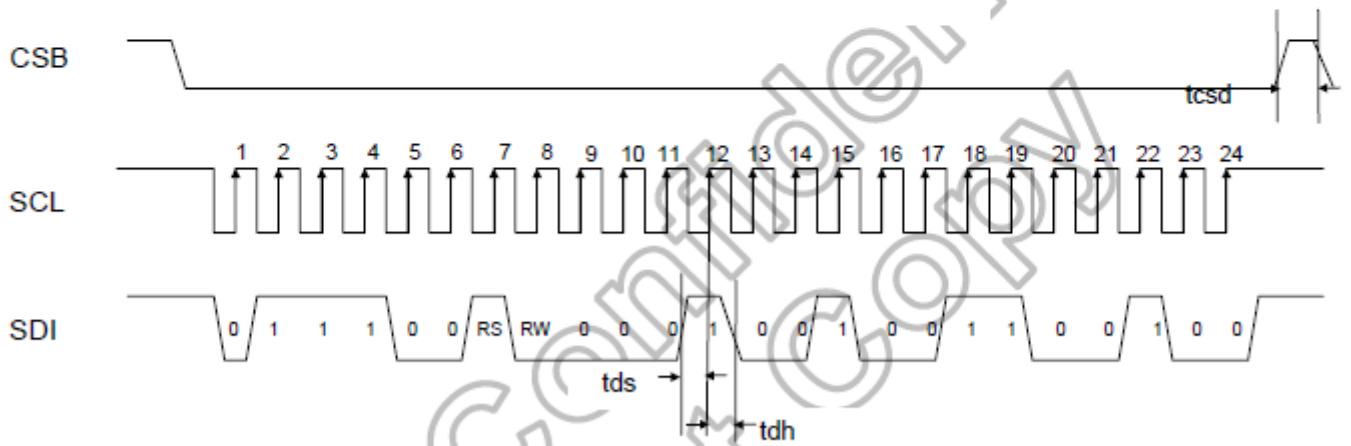 CSB
tcsd
1 2 3 4 5 6 7 8 9 10 11 12 13 14 15 16 17 18 19 20 21 22 23 24
SCL
SDI
0 1 1 1 0 0 RS RW 0 0 0 1 0 0 1 0 0 1 1 0 0 1 0 0
tds
tdh
Copy